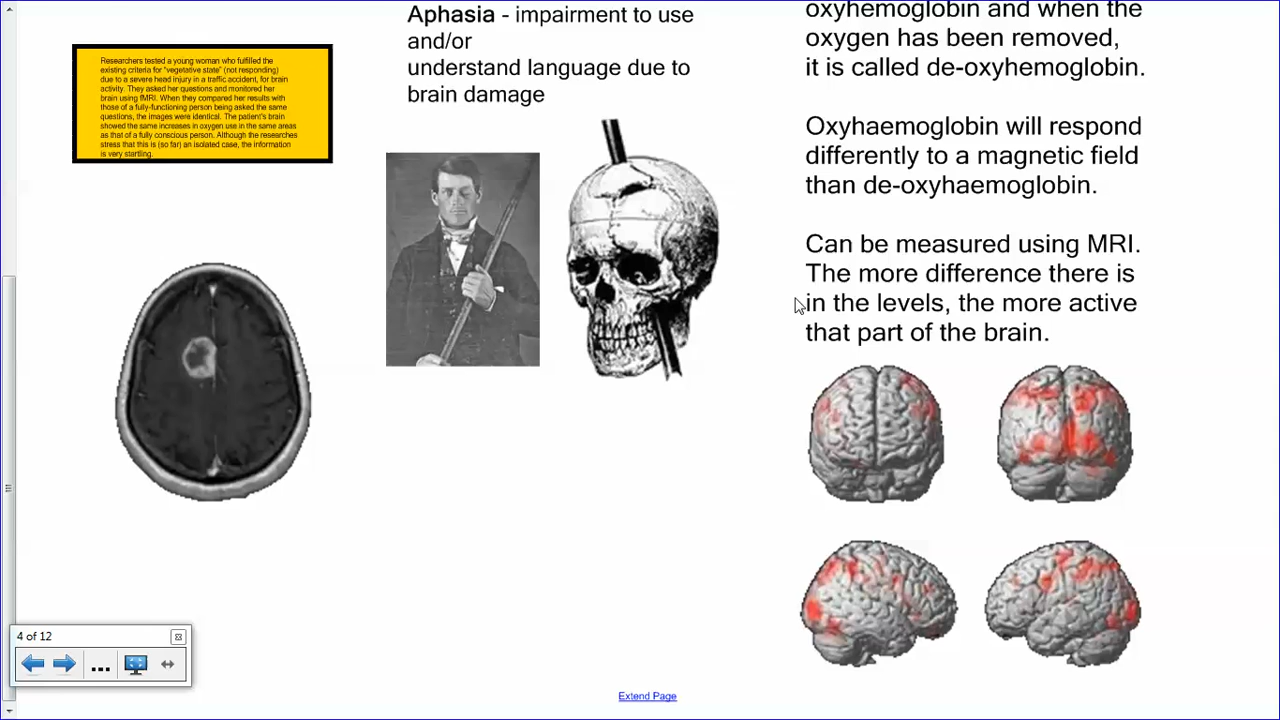 Researchers tested a young woman who fulfilled the
existing criteria for "vegetative state" (not responding)
due to a severe head injury in a traffic accident, for brain
activity. They asked her questions and monitored her
brain using fMRI. When they compared her results with
those of a fully-functioning person being asked the same
questions, the images were identical. The patient's brain
showed the same increases in oxygen use in the same areas
as that of a fully conscious person. Although the researches
stress that this is (so far) an isolated case, the information
is very startling.
Aphasia - impairment to use
and/or
understand language due to
brain damage
oxyhemoglobin and when the
oxygen has been removed,
it is called de-oxyhemoglobin.
Oxyhaemoglobin will respond
differently to a magnetic field
than de-oxyhaemoglobin.
Can be measured using MRI.
The more difference there is
in the levels, the more active
that part of the brain.
4 of 12
...
Extend Page